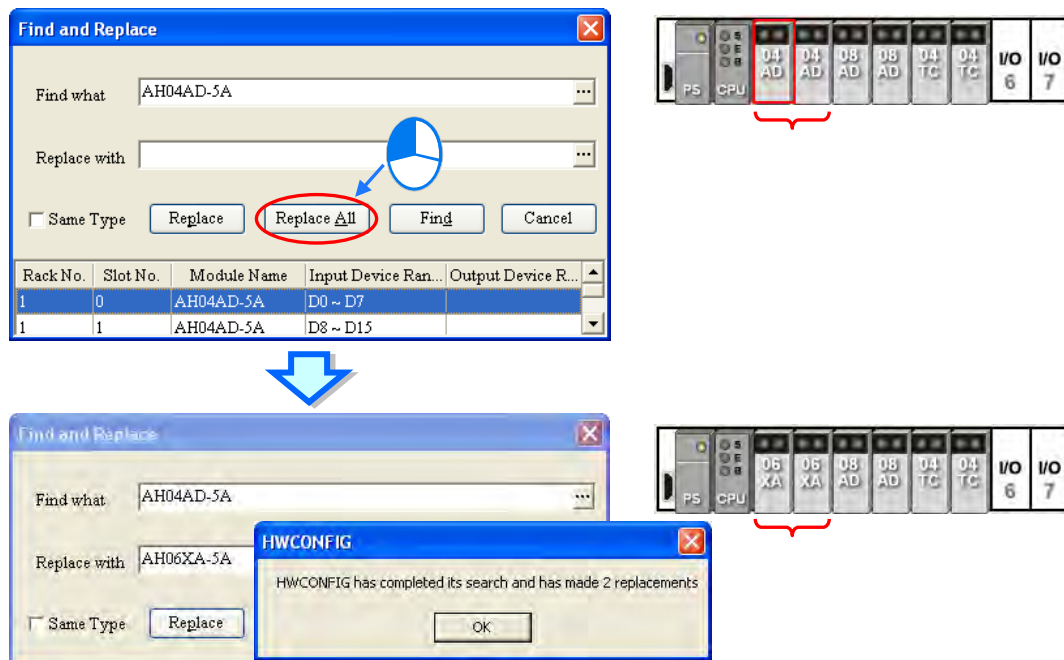 Find and Replace
Find what AH04AD-5A ...
Replace with ...
Same Type Replace Replace All Find Cancel
Rack No. Slot No. Module Name Input Device Ran... Output Device R...
1 0 AH04AD-5A D0 ~ D7
1 1 AH04AD-5A D8 ~ D15
PS CPU S E B 04 AD 04 AD 08 AD 08 AD 04 TC 04 TC I/O 6 I/O 7
Find and Replace
Find what AH04AD-5A ...
Replace with AH06XA-5A
Same Type Replace
HWCONFIG
HWCONFIG has completed its search and has made 2 replacements
OK
PS CPU S E B 06 XA 06 XA 08 AD 08 AD 04 TC 04 TC I/O 6 I/O 7